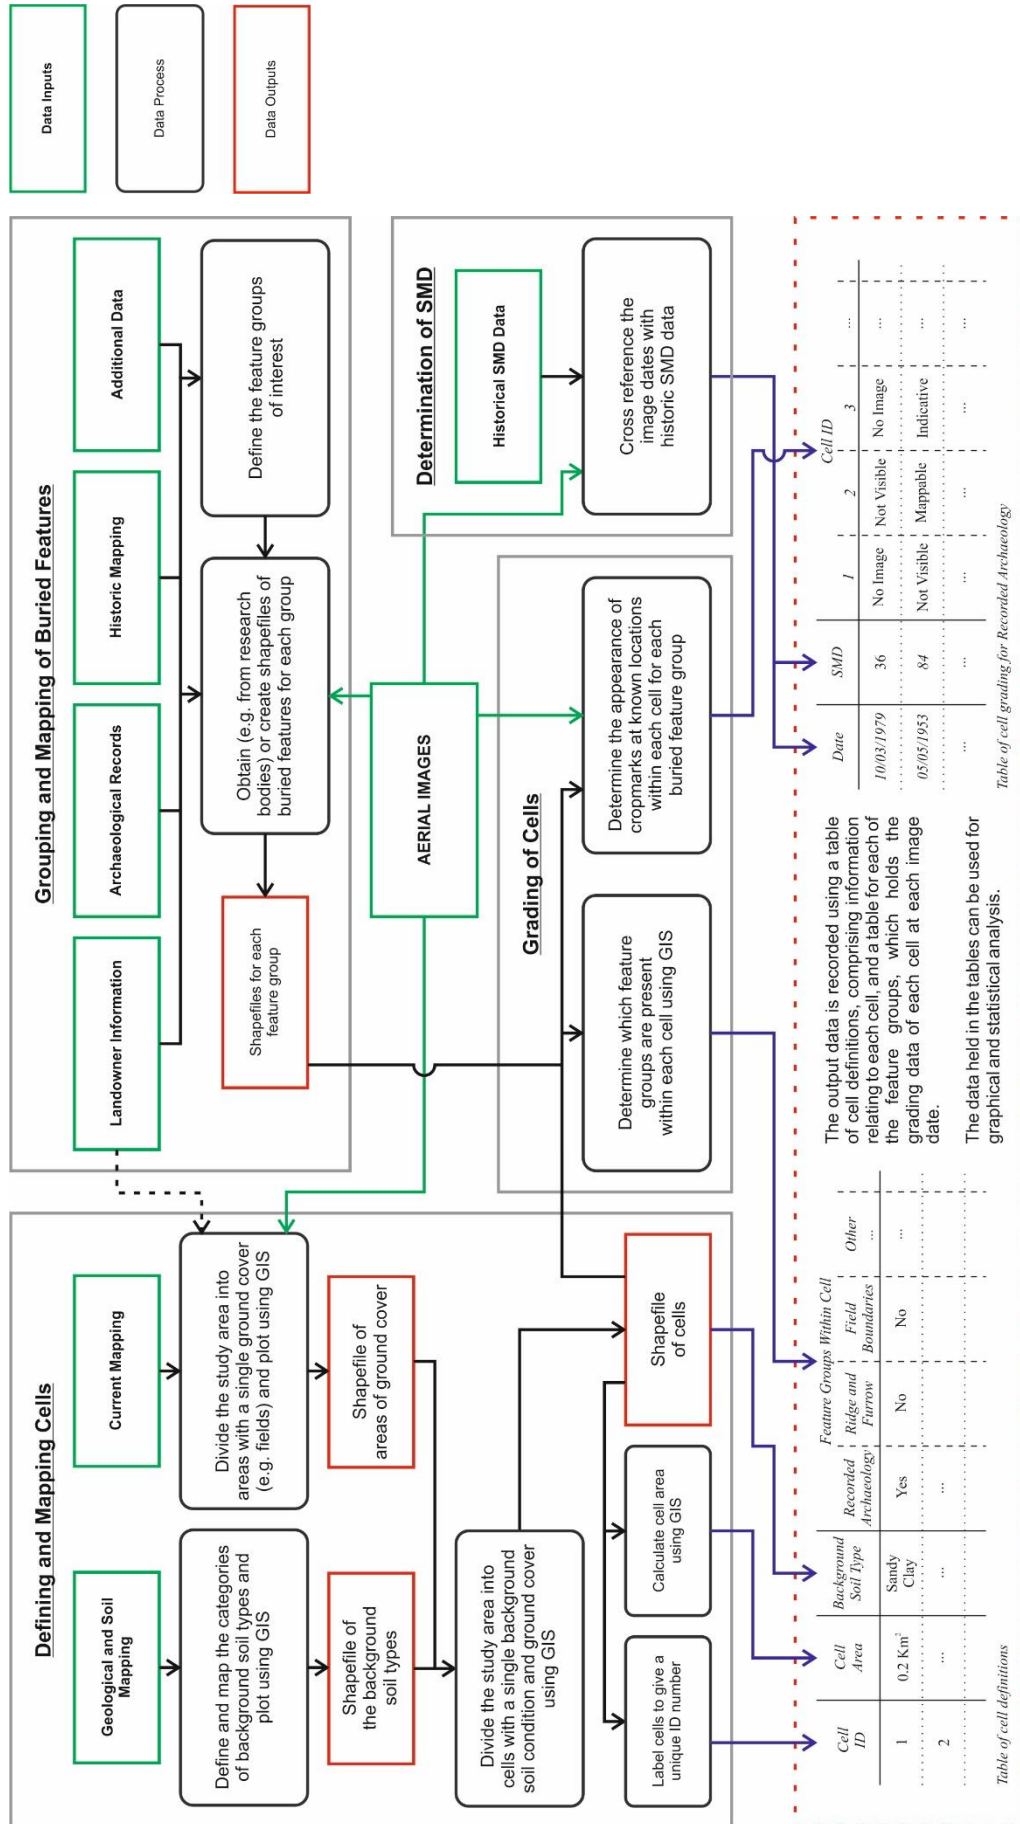 Data Inputs
Data Process
Data Outputs
Defining and Mapping Cells
Geological and Soil
Mapping
Current Mapping
Define and map the categories
of background soil types and
plot using GIS
Divide the study area into
areas with a single ground cover
(e.g. fields) and plot using GIS
Shapefile of
the background
soil types
Shapefile of
areas of ground cover
Divide the study area into
cells with a single background
soil condition and ground cover
using GIS
Label cells to give a
unique ID number
Calculate cell area
using GIS
Shapefile
of cells
Grouping and Mapping of Buried Features
Landowner Information
Archaeological Records
Historic Mapping
Additional Data
Shapefiles for each
feature group
Obtain (e.g. from research
bodies) or create shapefiles of
buried features for each group
Define the feature groups
of interest
AERIAL IMAGES
Grading of Cells
Determine which feature
groups are present
within each cell using GIS
Determine the appearance of
cropmarks at known locations
within each cell for each
buried feature group
Determination of SMD
Historical SMD Data
Cross reference the
image dates with
historic SMD data
Feature Groups Within Cell
Cell
ID
Cell
Area
Background
Soil Type
Recorded
Archaeology
Ridge and
Furrow
Field
Boundaries
Other
...
1 0.2 Km² Sandy Clay Yes No No ...
2 ... ... ...
Table of cell definitions
The output data is recorded using a table
of cell definitions, comprising information
relating to each cell, and a table for each of
the feature groups, which holds the
grading data of each cell at each image
date.
The data held in the tables can be used for
graphical and statistical analysis.
Cell ID
Date SMD 1 2 3 ...
10/03/1979 36 No Image Not Visible No Image ...
05/05/1953 84 Not Visible Mappable Indicative ...
... ... ... ... ... ...
Table of cell grading for Recorded Archaeology